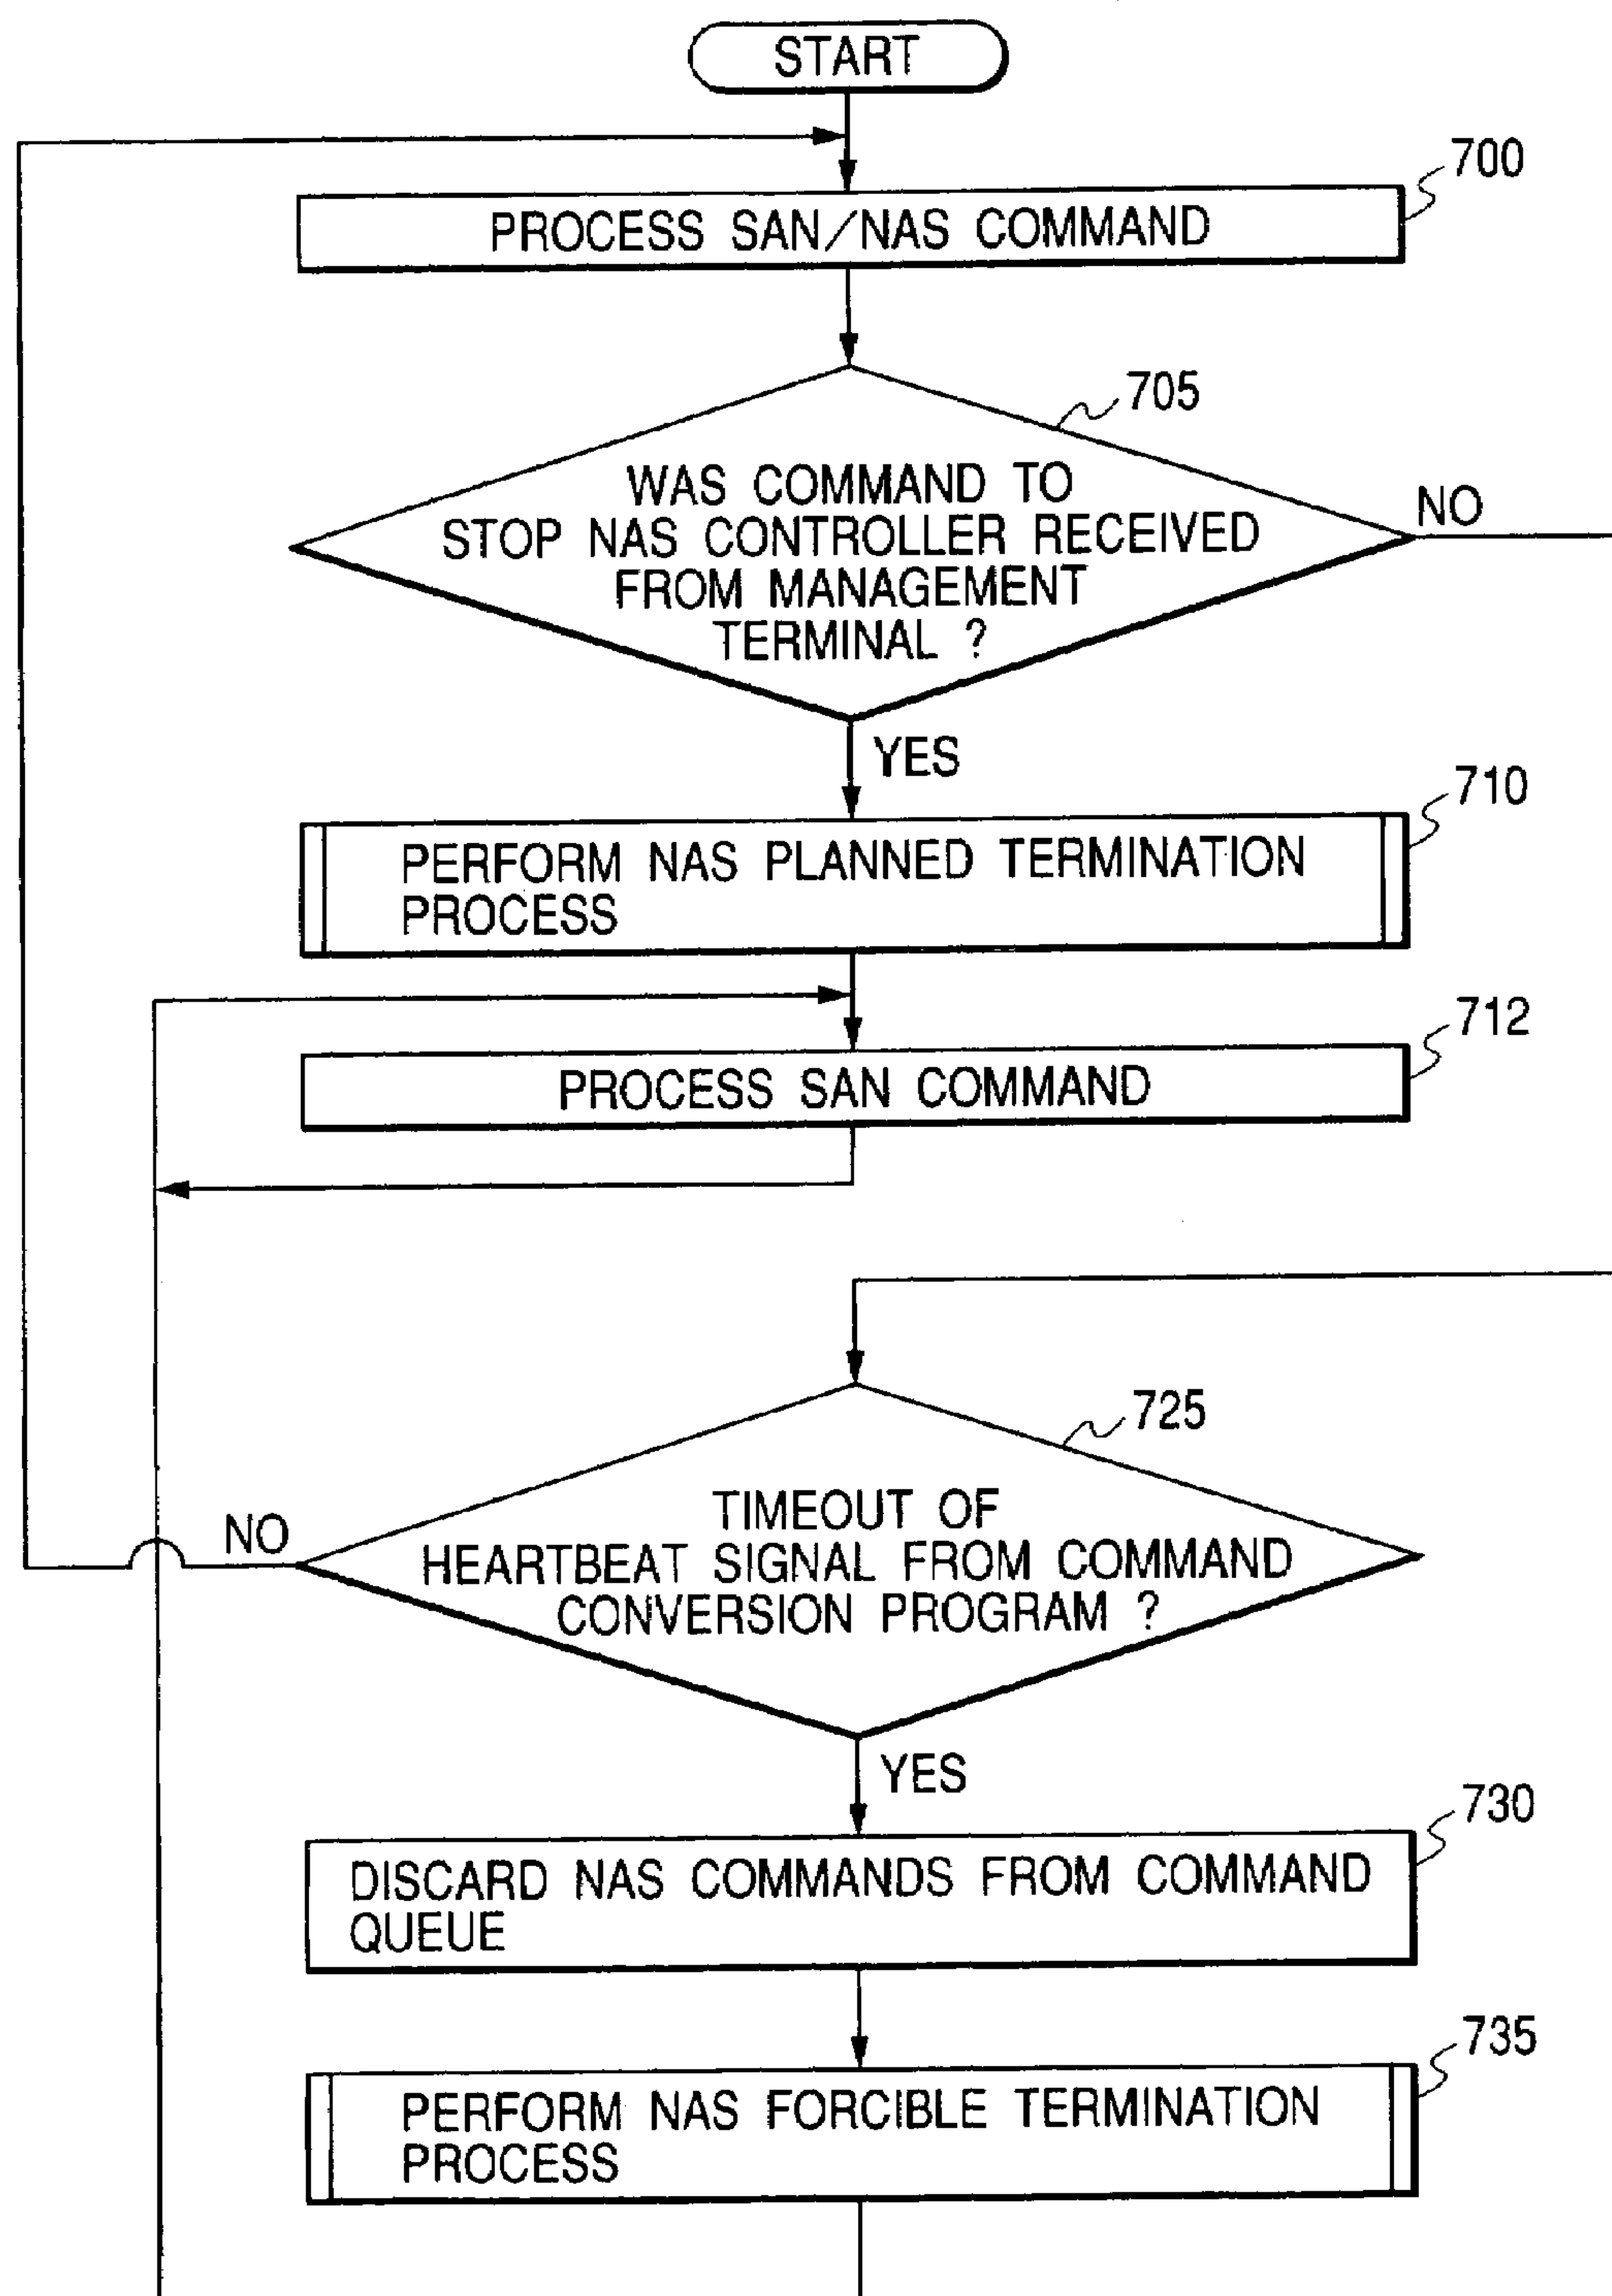 START
700
PROCESS SAN/NAS COMMAND
705
WAS COMMAND TO
STOP NAS CONTROLLER RECEIVED
FROM MANAGEMENT
TERMINAL ?
NO
YES
710
PERFORM NAS PLANNED TERMINATION
PROCESS
712
PROCESS SAN COMMAND
725
TIMEOUT OF
HEARTBEAT SIGNAL FROM COMMAND
CONVERSION PROGRAM ?
NO
YES
730
DISCARD NAS COMMANDS FROM COMMAND
QUEUE
735
PERFORM NAS FORCIBLE TERMINATION
PROCESS